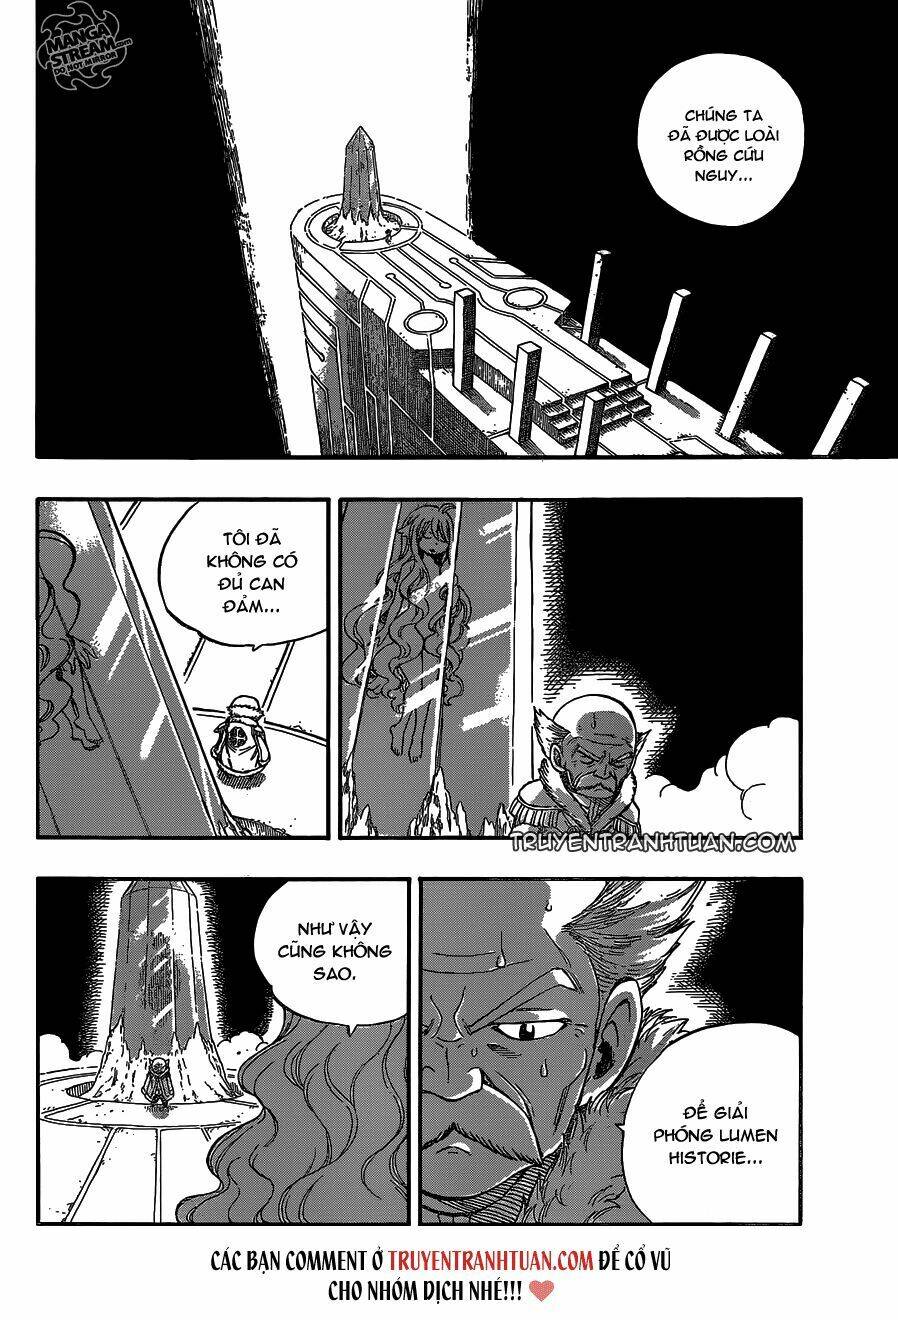 MANGA
STREAM.com
DO NOT MIRROR
CHÚNG TA
ĐÃ ĐƯỢC LOÀI
RỒNG CỨU
NGUY...
TÔI ĐÃ
KHÔNG CÓ
ĐỦ CAN
ĐẢM...
TRUYENTRANHTUAN.COM
NHƯ VẬY
CŨNG KHÔNG
SAO.
ĐỂ GIẢI
PHÓNG LUMEN
HISTORIE...
CÁC BẠN COMMENT Ở TRUYENTRANHTUAN.COM ĐỂ CỔ VŨ
CHO NHÓM DỊCH NHÉ!!! ❤